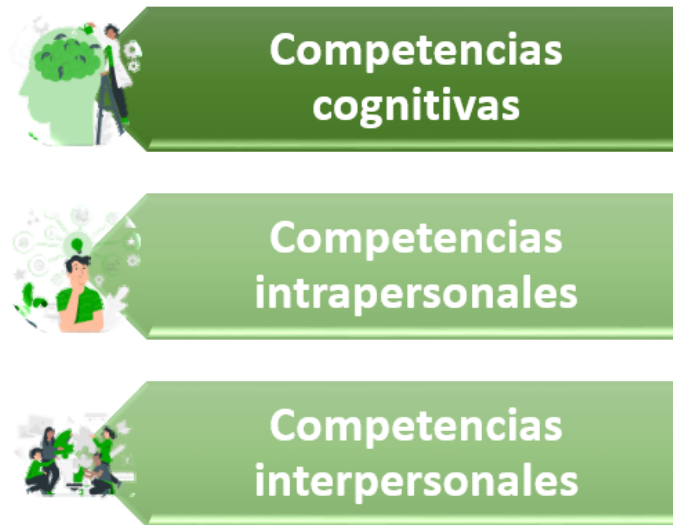 Competencias
cognitivas
Competencias
intrapersonales
Competencias
interpersonales